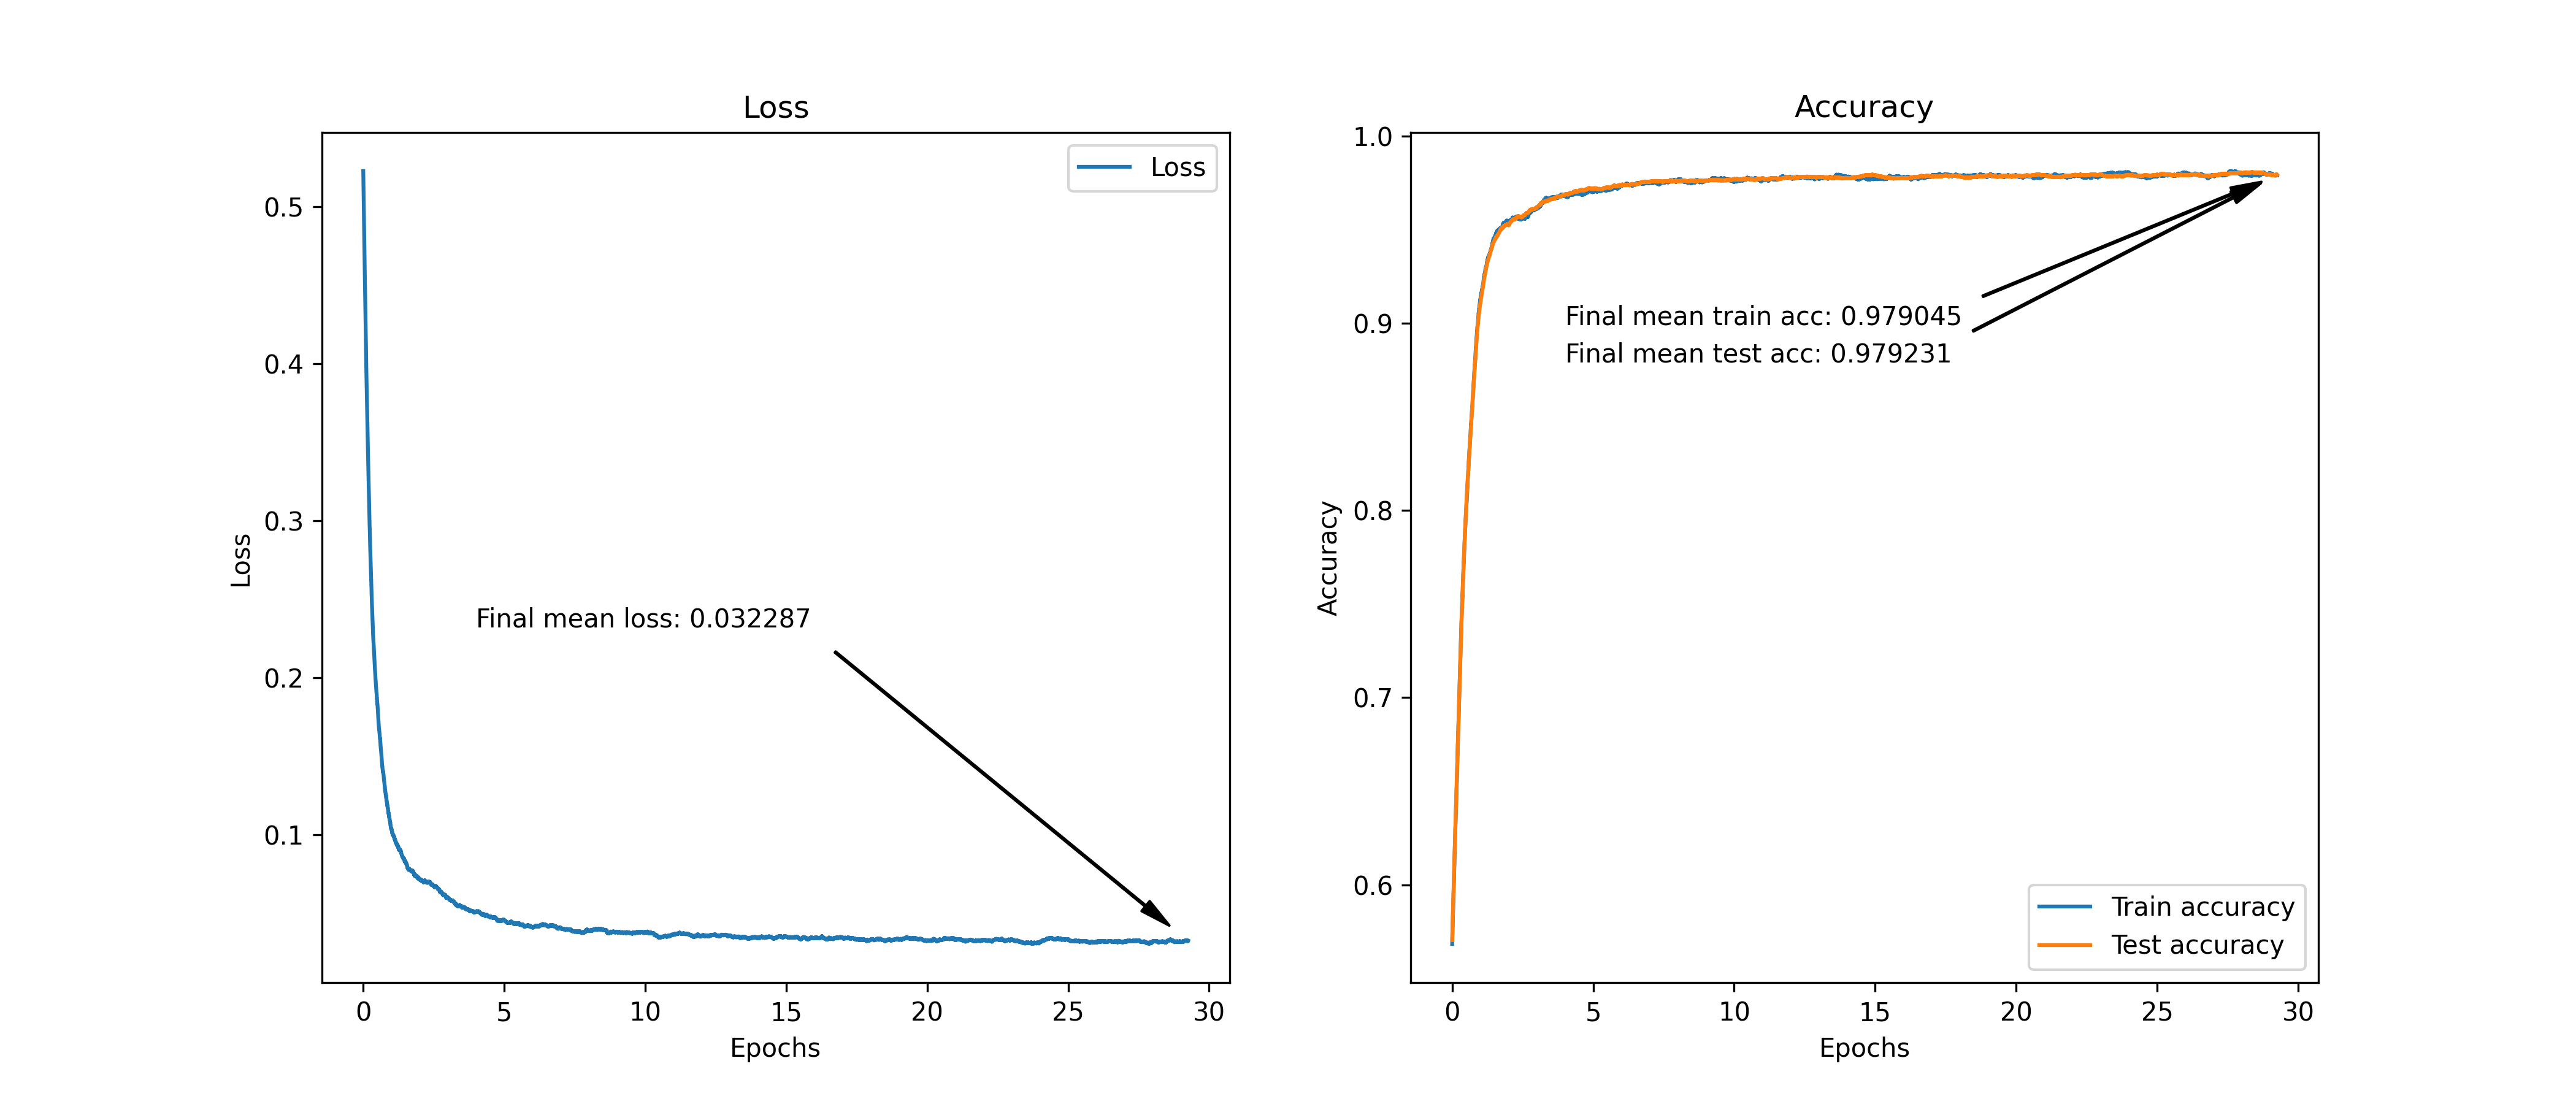 Loss
Loss
0.5
0.4
0.3
0.2
0.1
Loss
Final mean loss: 0.032287
0 5 10 15 20 25 30
Epochs
Accuracy
1.0
0.9
0.8
0.7
0.6
Accuracy
Final mean train acc: 0.979045
Final mean test acc: 0.979231
Train accuracy
Test accuracy
0 5 10 15 20 25 30
Epochs